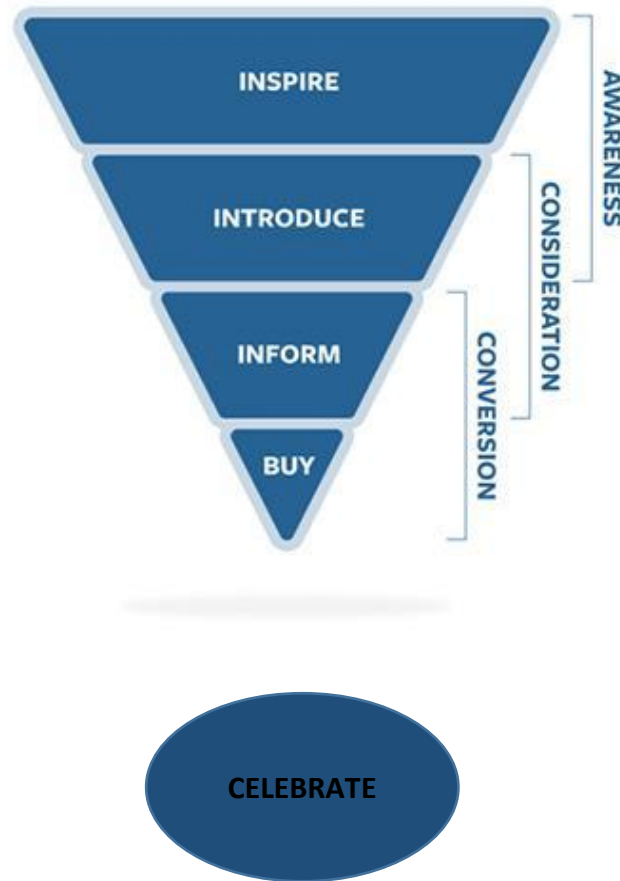 INSPIRE
AWARENESS
INTRODUCE
CONSIDERATION
INFORM
CONVERSION
BUY
CELEBRATE